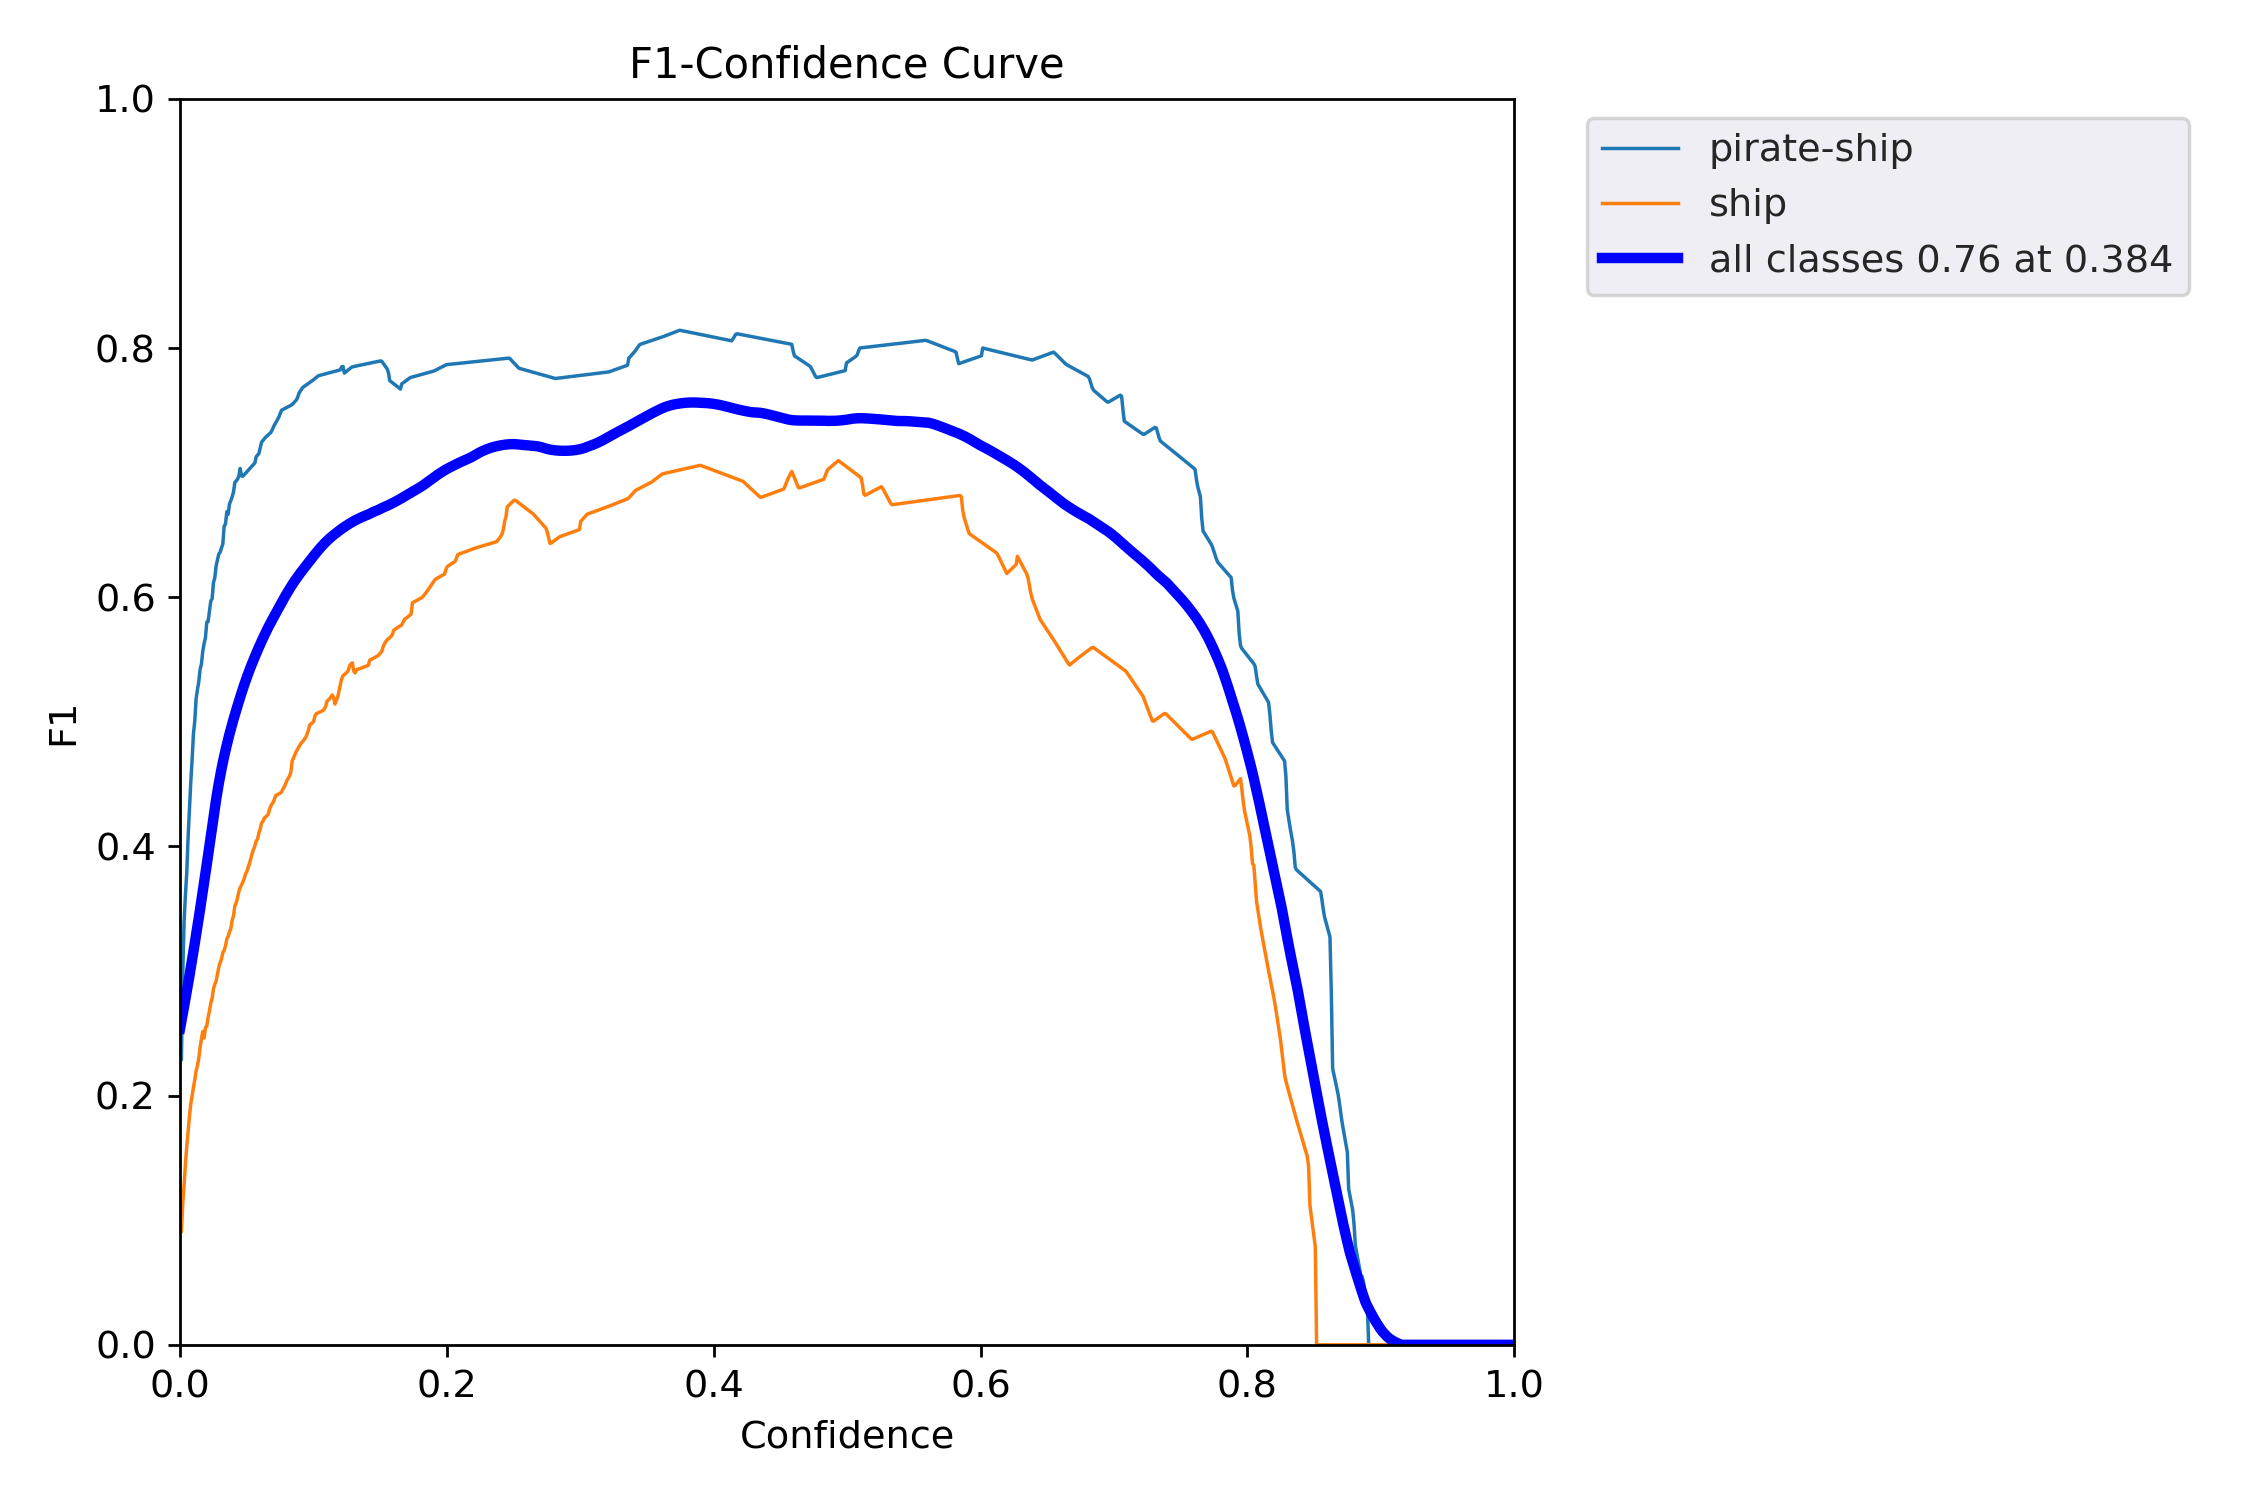 F1-Confidence Curve
1.0
0.8
0.6
0.4
0.2
0.0
F1
0.0 0.2 0.4 0.6 0.8 1.0
Confidence
pirate-ship
ship
all classes 0.76 at 0.384